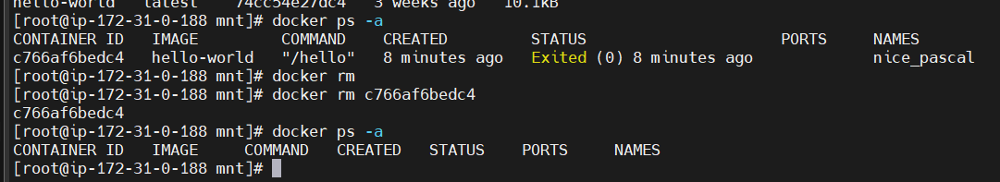 hello-world   latest    74cc54e27dc4   3 weeks ago   10.1kB
[root@ip-172-31-0-188 mnt]# docker ps -a
CONTAINER ID   IMAGE         COMMAND    CREATED         STATUS                     PORTS     NAMES
c766af6bedc4   hello-world   "/hello"   8 minutes ago   Exited (0) 8 minutes ago             nice_pascal
[root@ip-172-31-0-188 mnt]# docker rm
[root@ip-172-31-0-188 mnt]# docker rm c766af6bedc4
c766af6bedc4
[root@ip-172-31-0-188 mnt]# docker ps -a
CONTAINER ID   IMAGE     COMMAND   CREATED   STATUS    PORTS     NAMES
[root@ip-172-31-0-188 mnt]#